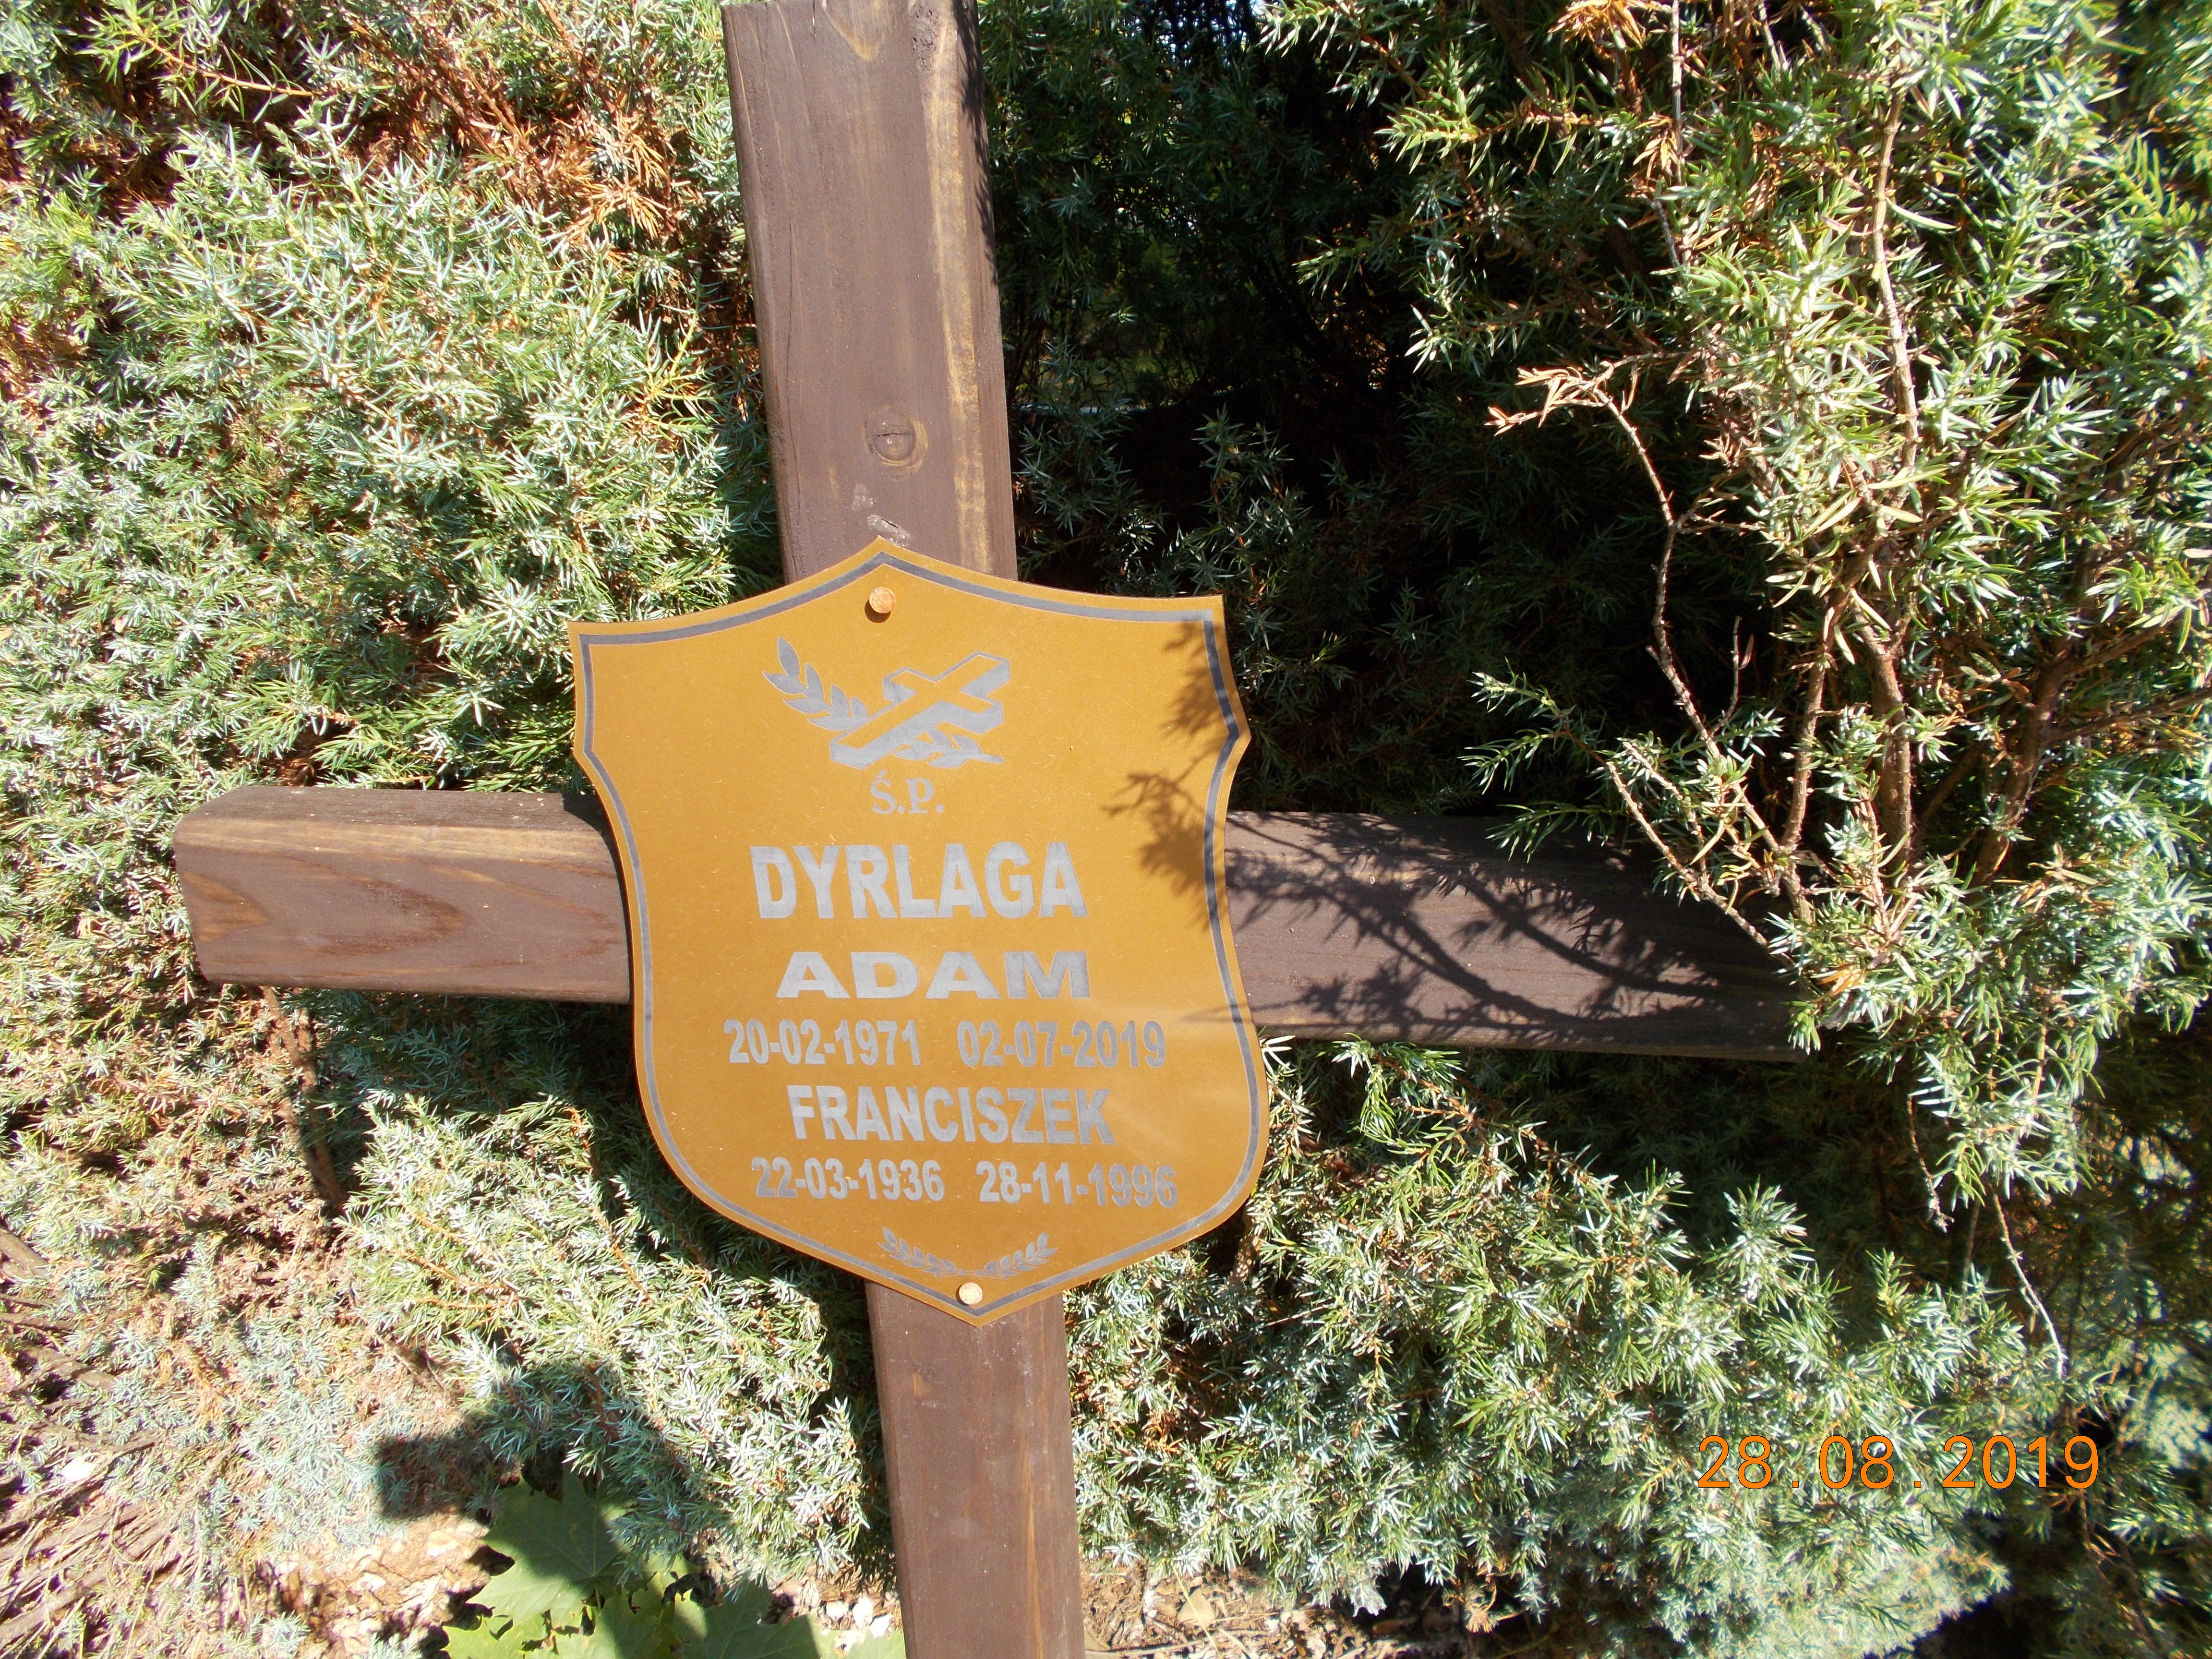 Ś.P.
DYRLAGA
ADAM
20-02-1971 02-07-2019
FRANCISZEK
22-03-1936 28-11-1996
28.08.2019